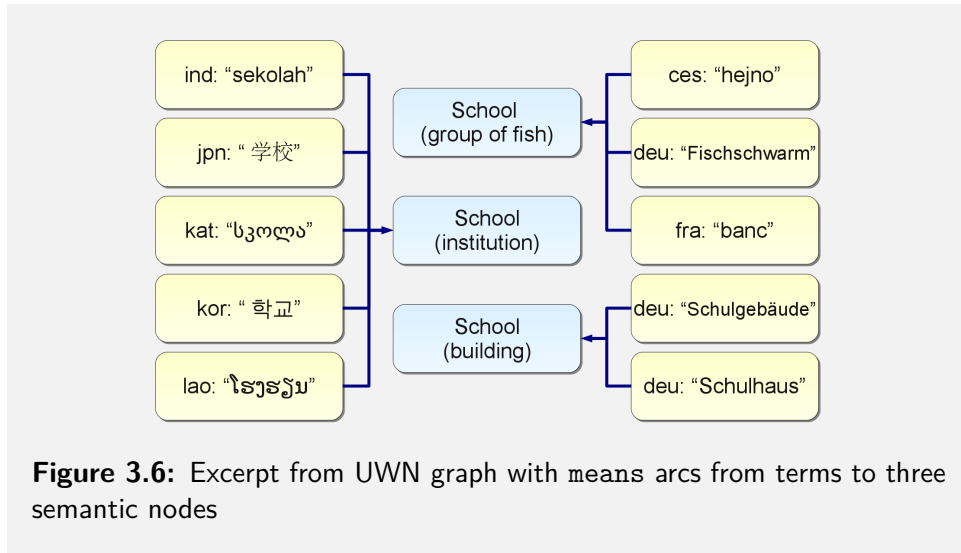 ind: “sekolah”
jpn: “ 学校”
kat: “სკოლა”
kor: “ 학교”
lao: “ໂຮງຮຽນ”
School
(group of fish)
School
(institution)
School
(building)
ces: “hejno”
deu: “Fischschwarm”
fra: “banc”
deu: “Schulgebäude”
deu: “Schulhaus”
Figure 3.6: Excerpt from UWN graph with means arcs from terms to three
semantic nodes